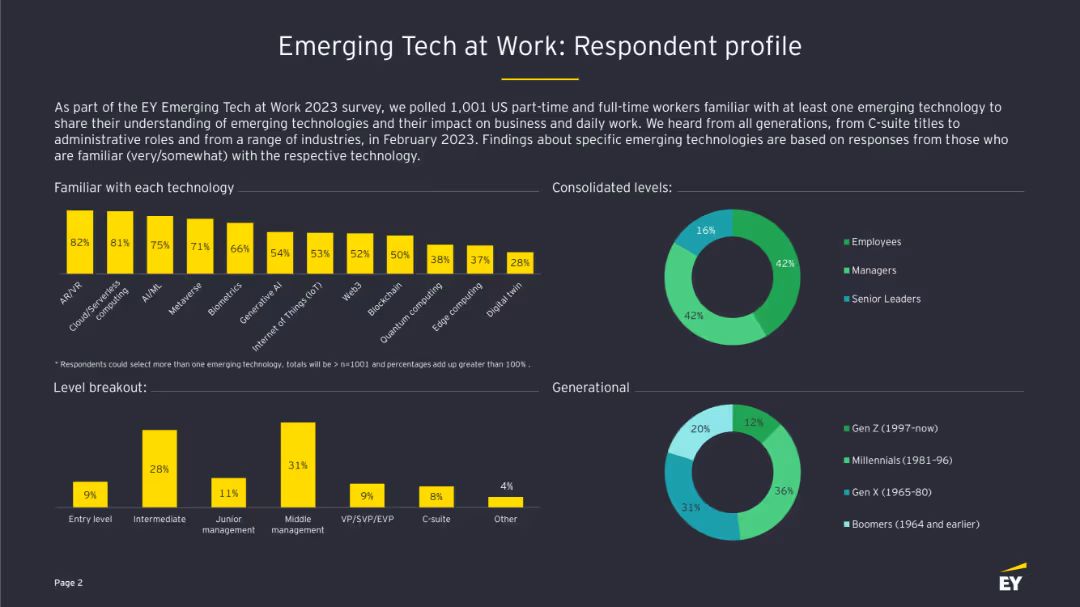 Emerging Tech at Work: Respondent profile
As part of the EY Emerging Tech at Work 2023 survey, we polled 1,001 US part-time and full-time workers familiar with at least one emerging technology to
share their understanding of emerging technologies and their impact on business and daily work. We heard from all generations, from C-suite titles to
administrative roles and from a range of industries, in February 2023. Findings about specific emerging technologies are based on responses from those who
are familiar (very/somewhat) with the respective technology.
Familiar with each technology
82% 81% 75% 71% 66% 54% 53% 52% 50% 38% 37% 28%
AR/VR
Cloud/Serverless
computing
AI/ML
Metaverse
Biometrics
Generative AI
Internet of Things (IoT)
Web3
Blockchain
Quantum computing
Edge computing
Digital twin
* Respondents could select more than one emerging technology, totals will be > n=1001 and percentages add up greater than 100% .
Consolidated levels:
16%
42%
42%
Employees
Managers
Senior Leaders
Level breakout:
9% 28% 11% 31% 9% 8% 4%
Entry level
Intermediate
Junior
management
Middle
management
VP/SVP/EVP
C-suite
Other
Generational
20%
12%
36%
31%
Gen Z (1997-now)
Millennials (1981-96)
Gen X (1965-80)
Boomers (1964 and earlier)
Page 2
EY